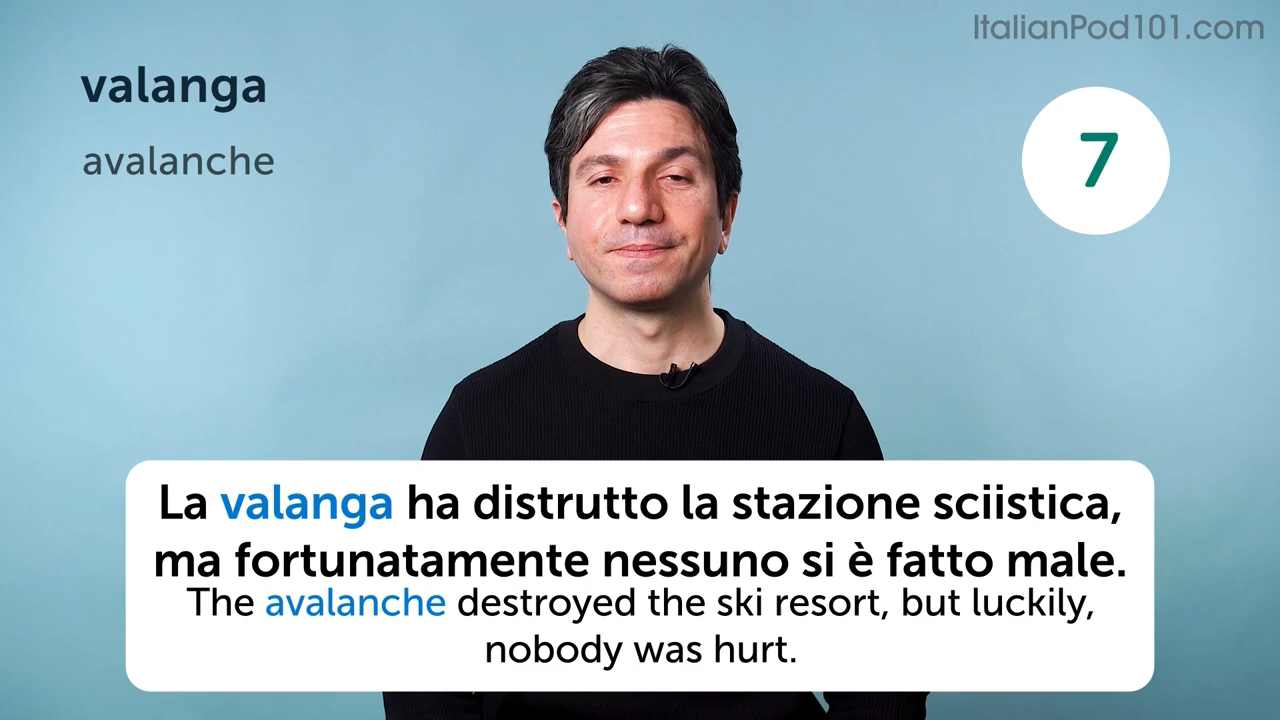 ItalianPod101.com
valanga
avalanche
7
La valanga ha distrutto la stazione sciistica,
ma fortunatamente nessuno si è fatto male.
The avalanche destroyed the ski resort, but luckily,
nobody was hurt.